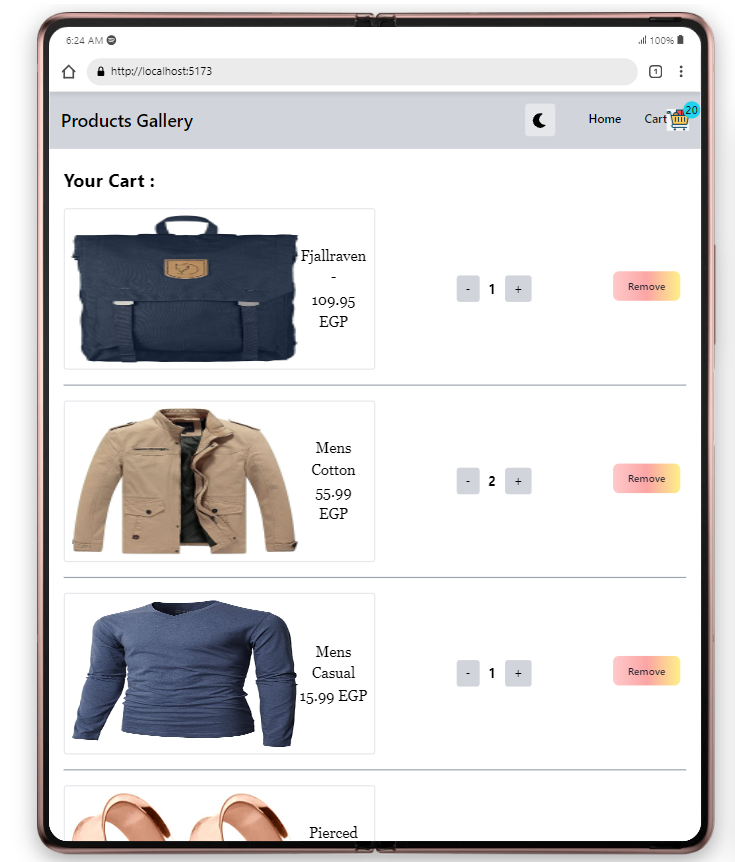 6:24 AM
100%
http://localhost:5173
1
Products Gallery
Home
Cart
20
Your Cart :
Fjallraven
-
109.95
EGP
- 1 +
Remove
Mens
Cotton
55.99
EGP
- 2 +
Remove
Mens
Casual
15.99 EGP
- 1 +
Remove
Pierced